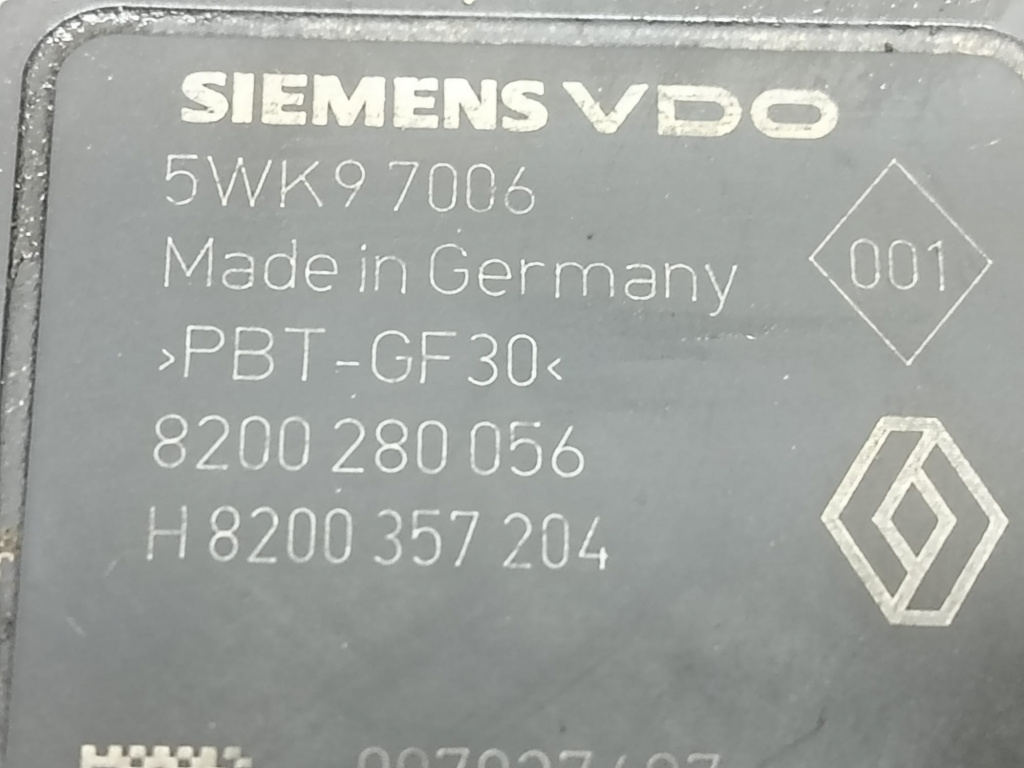 SIEMENS VDO
5WK9 7006
Made in Germany
001
>PBT-GF30<
8200 280 056
H 8200 357 204